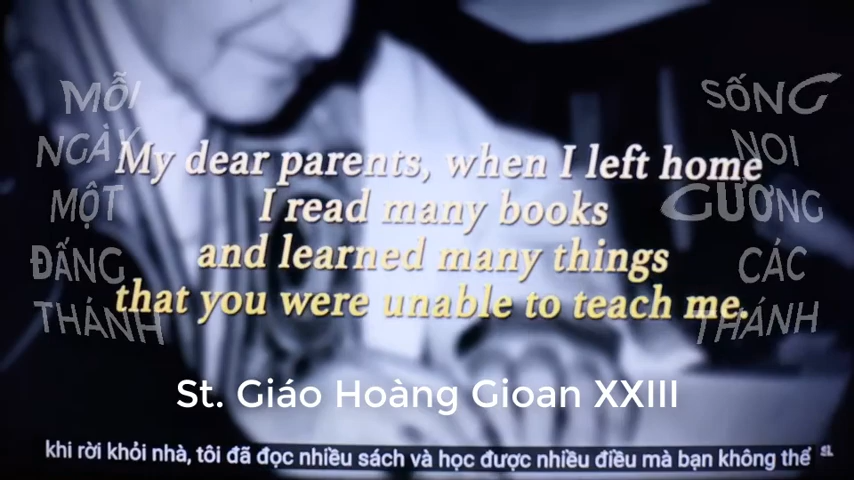 MỖI
NGÀY
MỘT
ĐẤNG
THÁNH
SỐNG
NOI
GƯƠNG
CÁC
THÁNH
My dear parents, when I left home
I read many books
and learned many things
that you were unable to teach me.
St. Giáo Hoàng Gioan XXIII
khi rời khỏi nhà, tôi đã đọc nhiều sách và học được nhiều điều mà bạn không thể